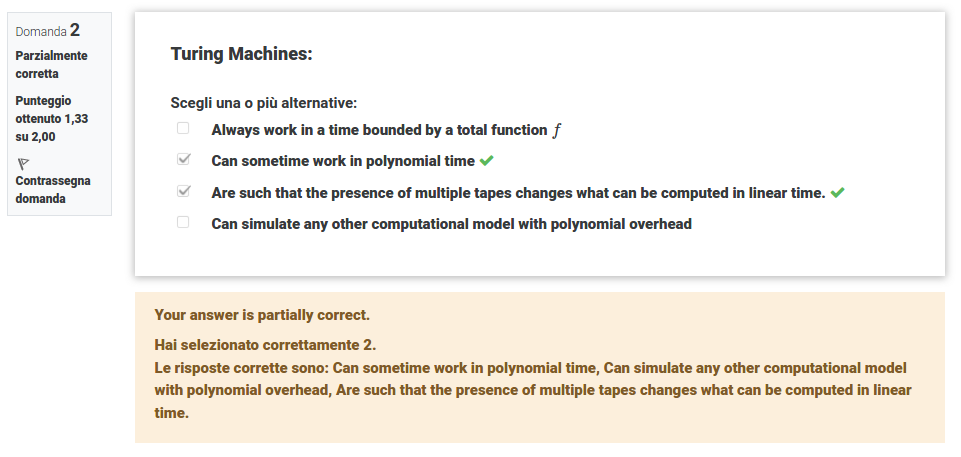 Domanda 2
Parzialmente
corretta
Punteggio
ottenuto 1,33
su 2,00
Contrassegna
domanda
Turing Machines:
Scegli una o più alternative:
Always work in a time bounded by a total function f
Can sometime work in polynomial time
Are such that the presence of multiple tapes changes what can be computed in linear time.
Can simulate any other computational model with polynomial overhead
Your answer is partially correct.
Hai selezionato correttamente 2.
Le risposte corrette sono: Can sometime work in polynomial time, Can simulate any other computational model
with polynomial overhead, Are such that the presence of multiple tapes changes what can be computed in linear
time.